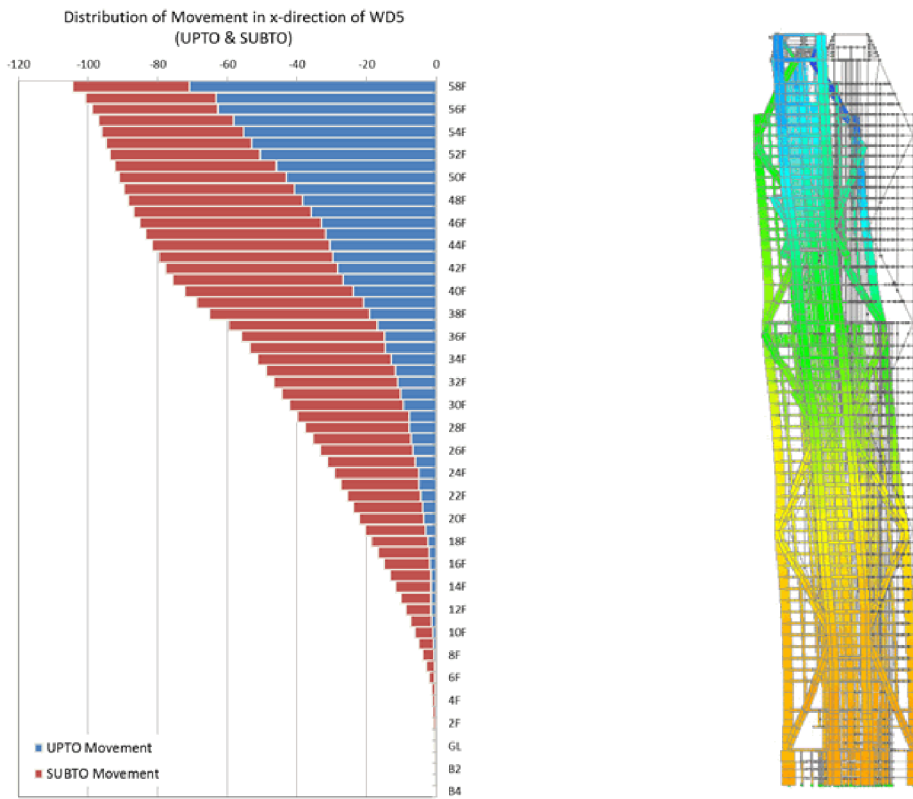 Distribution of Movement in x-direction of WD5
(UPTO & SUBTO)
-120 -100 -80 -60 -40 -20 0
58F
56F
54F
52F
50F
48F
46F
44F
42F
40F
38F
36F
34F
32F
30F
28F
26F
24F
22F
20F
18F
16F
14F
12F
10F
8F
6F
4F
2F
UPTO Movement
GL
SUBTO Movement
B2
B4